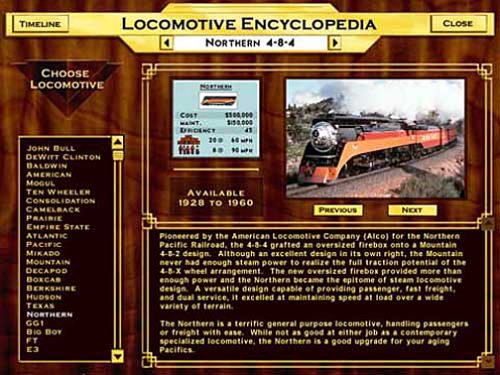 TIMELINE
LOCOMOTIVE ENCYCLOPEDIA
CLOSE
NORTHERN 4-8-4
CHOOSE
LOCOMOTIVE
JOHN BULL
DEWITT CLINTON
BALDWIN
AMERICAN
MOGUL
TEN WHEELER
CONSOLIDATION
CAMELBACK
PRAIRIE
EMPIRE STATE
ATLANTIC
PACIFIC
MIKADO
MOUNTAIN
DECAPOD
BOXCAB
BERKSHIRE
HUDSON
TEXAS
NORTHERN
GG1
BIG BOY
FT
E3
NORTHERN
COST $500,000
MAINT. $150,000
EFFICIENCY 45
20 @ 60 MPH
8 @ 90 MPH
AVAILABLE
1928 TO 1960
PREVIOUS
NEXT
Pioneered by the American Locomotive Company (Alco) for the Northern
Pacific Railroad, the 4-8-4 grafted an oversized firebox onto a Mountain
4-8-2 design. Although an excellent design in its own right, the Mountain
never had enough steam power to realize the full traction potential of the
4-8-X wheel arrangement. The new oversized firebox provided more than
enough power and the Northern became the epitome of steam locomotive
design. A versatile design capable of providing passenger, fast freight,
and dual service, it excelled at maintaining speed at load over a wide
variety of terrain.
The Northern is a terrific general purpose locomotive, handling passengers
or freight with ease. While not as good at either job as a contemporary
specialized locomotive, the Northern is a good upgrade for your aging
Pacifics.